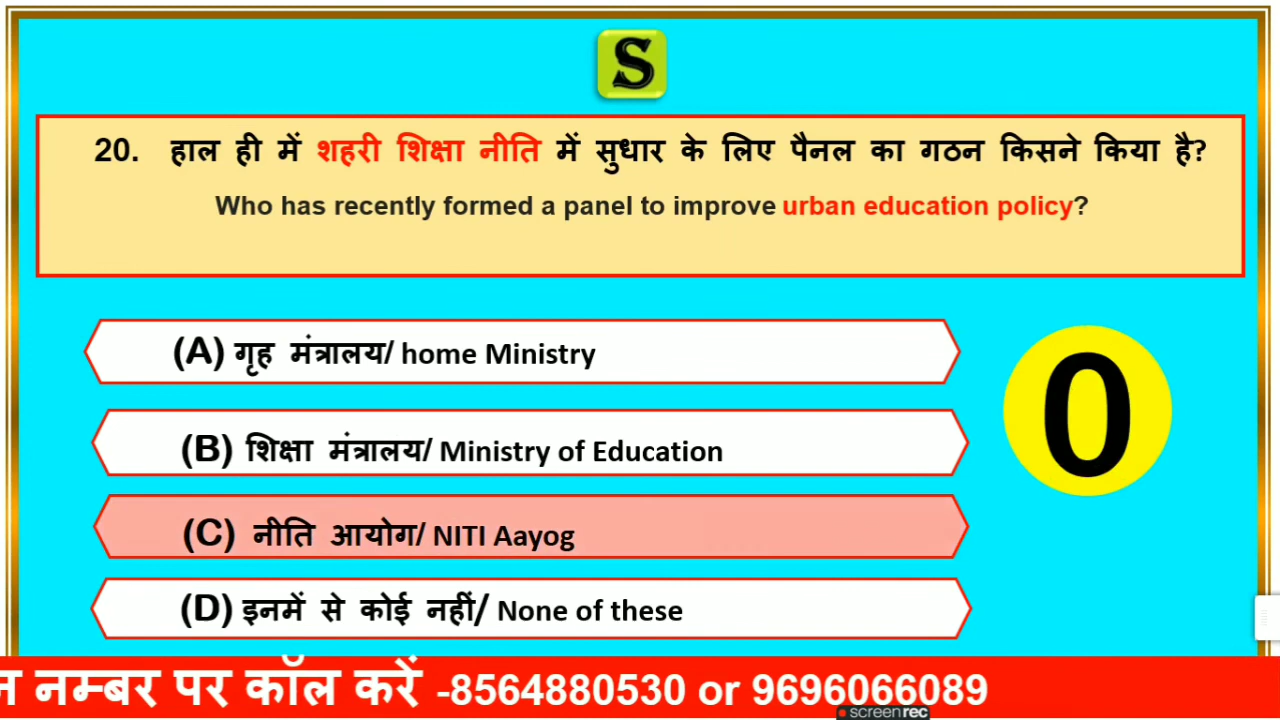 S
20. हाल ही में शहरी शिक्षा नीति में सुधार के लिए पैनल का गठन किसने किया है?
Who has recently formed a panel to improve urban education policy?
(A) गृह मंत्रालय/ home Ministry
(B) शिक्षा मंत्रालय/ Ministry of Education
(C) नीति आयोग/ NITI Aayog
(D) इनमें से कोई नहीं/ None of these
0
न नम्बर पर कॉल करें -8564880530 or 9696066089
screenrec